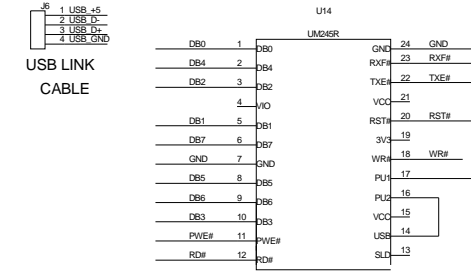 J6
1 USB_+5
2 USB_D-
3 USB_D+
4 USB_GND
USB LINK
CABLE
U14
UM245R
DB0 1 DB0 GND 24 GND
DB4 2 DB4 RXF# 23 RXF#
DB2 3 DB2 TXE# 22 TXE#
4 VIO VCC 21
DB1 5 DB1 RST# 20 RST#
DB7 6 DB7 3V3 19
GND 7 GND WR# 18 WR#
DB5 8 DB5 PU1 17
DB6 9 DB6 PU2 16
DB3 10 DB3 VCC 15
PWE# 11 PWE# USB 14
RD# 12 RD# SLD 13